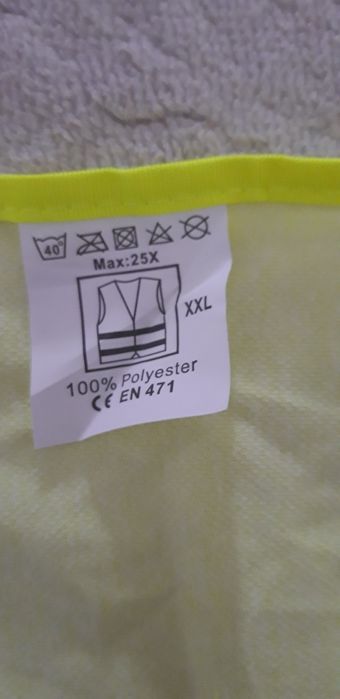 40°
Max:25X
XXL
100% Polyester
CE EN 471